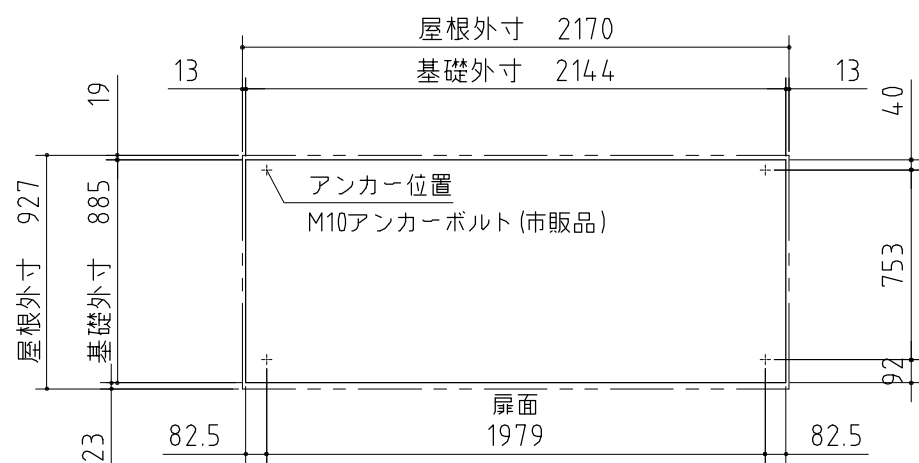 屋根外寸 2170
13 基礎外寸 2144 13
19
40
屋根外寸 927
基礎外寸 885
アンカー位置
M10アンカーボルト(市販品)
753
92
扉面
23
82.5 1979 82.5